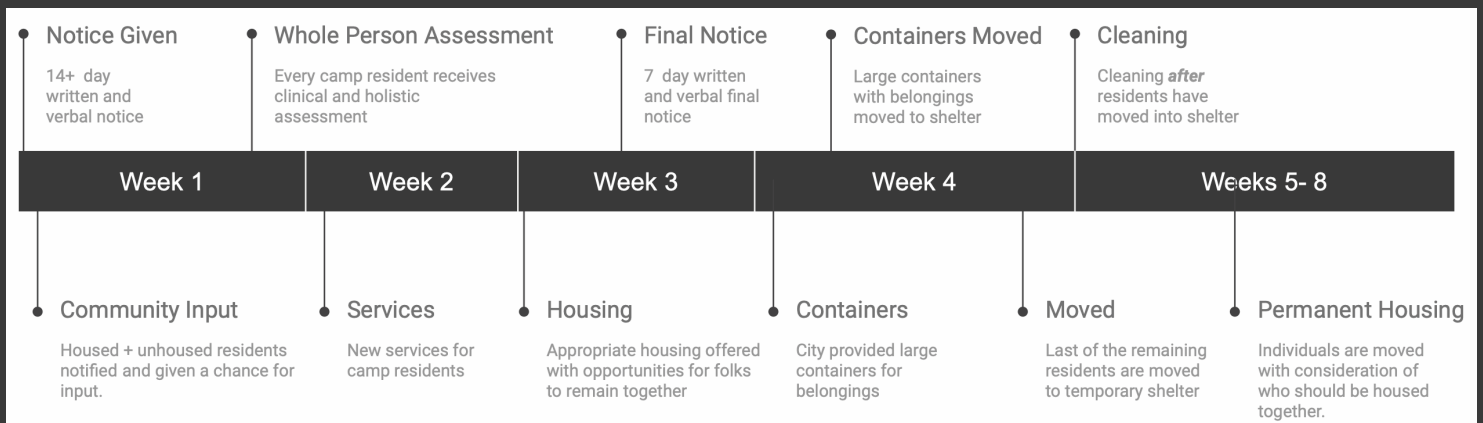 Notice Given
14+ day
written and
verbal notice
Whole Person Assessment
Every camp resident receives
clinical and holistic
assessment
Final Notice
7 day written
and verbal final
notice
Containers Moved
Large containers
with belongings
moved to shelter
Cleaning
Cleaning after
residents have
moved into shelter
Week 1
Week 2
Week 3
Week 4
Weeks 5- 8
Community Input
Housed + unhoused residents
notified and given a chance for
input.
Services
New services for
camp residents
Housing
Appropriate housing offered
with opportunities for folks
to remain together
Containers
City provided large
containers for
belongings
Moved
Last of the remaining
residents are moved
to temporary shelter
Permanent Housing
Individuals are moved
with consideration of
who should be housed
together.